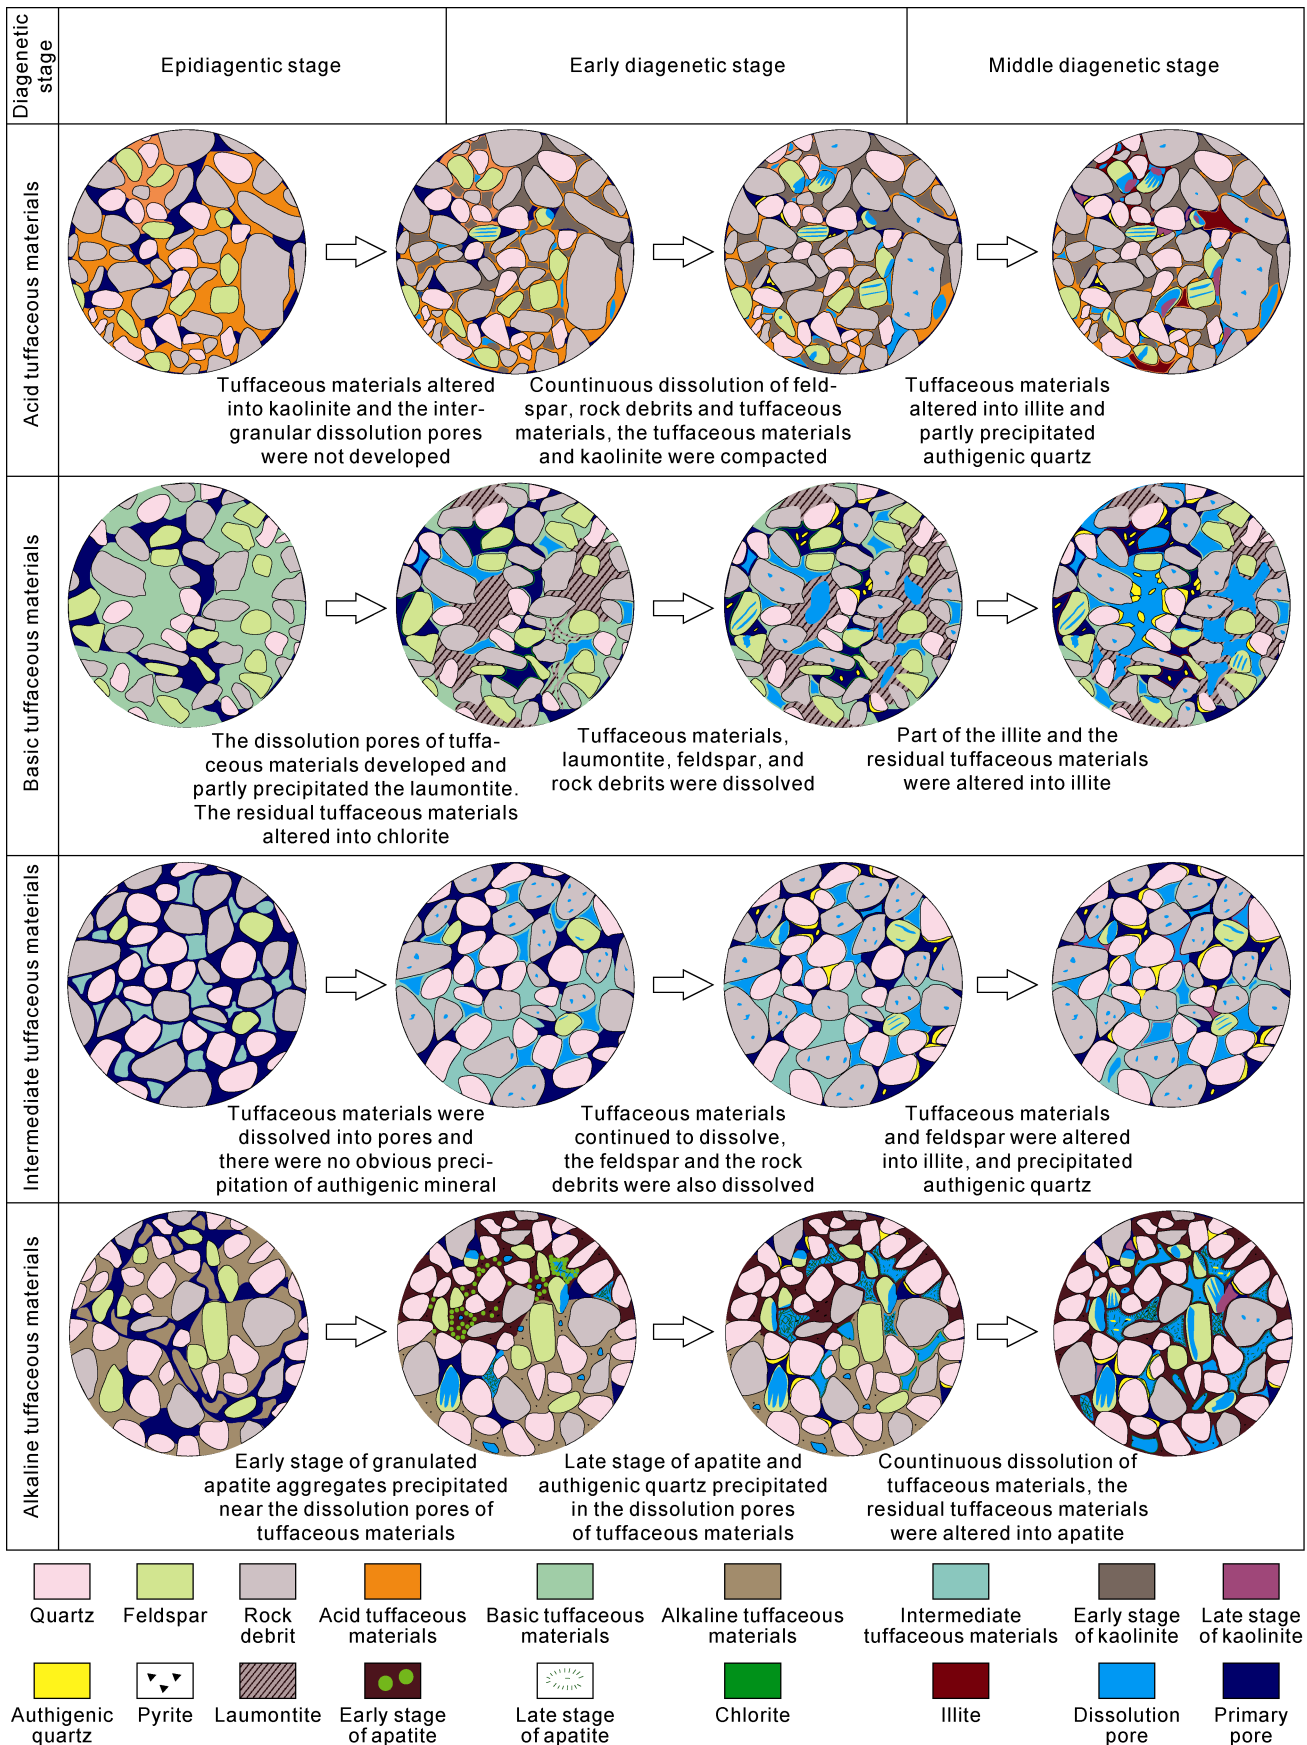 Diagenetic
stage
Epidiagentic stage
Early diagenetic stage
Middle diagenetic stage
Acid tuffaceous materials
Tuffaceous materials altered
into kaolinite and the inter-
granular dissolution pores
were not developed
Countinuous dissolution of feld-
spar, rock debrits and tuffaceous
materials, the tuffaceous materials
and kaolinite were compacted
Tuffaceous materials
altered into illite and
partly precipitated
authigenic quartz
Basic tuffaceous materials
The dissolution pores of tuffa-
ceous materials developed and
partly precipitated the laumontite.
The residual tuffaceous materials
altered into chlorite
Tuffaceous materials,
laumontite, feldspar, and
rock debrits were dissolved
Part of the illite and the
residual tuffaceous materials
were altered into illite
Intermediate tuffaceous materials
Tuffaceous materials were
dissolved into pores and
there were no obvious preci-
pitation of authigenic mineral
Tuffaceous materials
continued to dissolve,
the feldspar and the rock
debrits were also dissolved
Tuffaceous materials
and feldspar were altered
into illite, and precipitated
authigenic quartz
Alkaline tuffaceous materials
Early stage of granulated
apatite aggregates precipitated
near the dissolution pores of
tuffaceous materials
Late stage of apatite and
authigenic quartz precipitated
in the dissolution pores
of tuffaceous materials
Countinuous dissolution of
tuffaceous materials, the
residual tuffaceous materials
were altered into apatite
Quartz
Feldspar
Rock
debrit
Acid tuffaceous
materials
Basic tuffaceous
materials
Alkaline tuffaceous
materials
Intermediate
tuffaceous materials
Early stage
of kaolinite
Late stage
of kaolinite
Authigenic
quartz
Pyrite
Laumontite
Early stage
of apatite
Late stage
of apatite
Chlorite
Illite
Dissolution
pore
Primary
pore